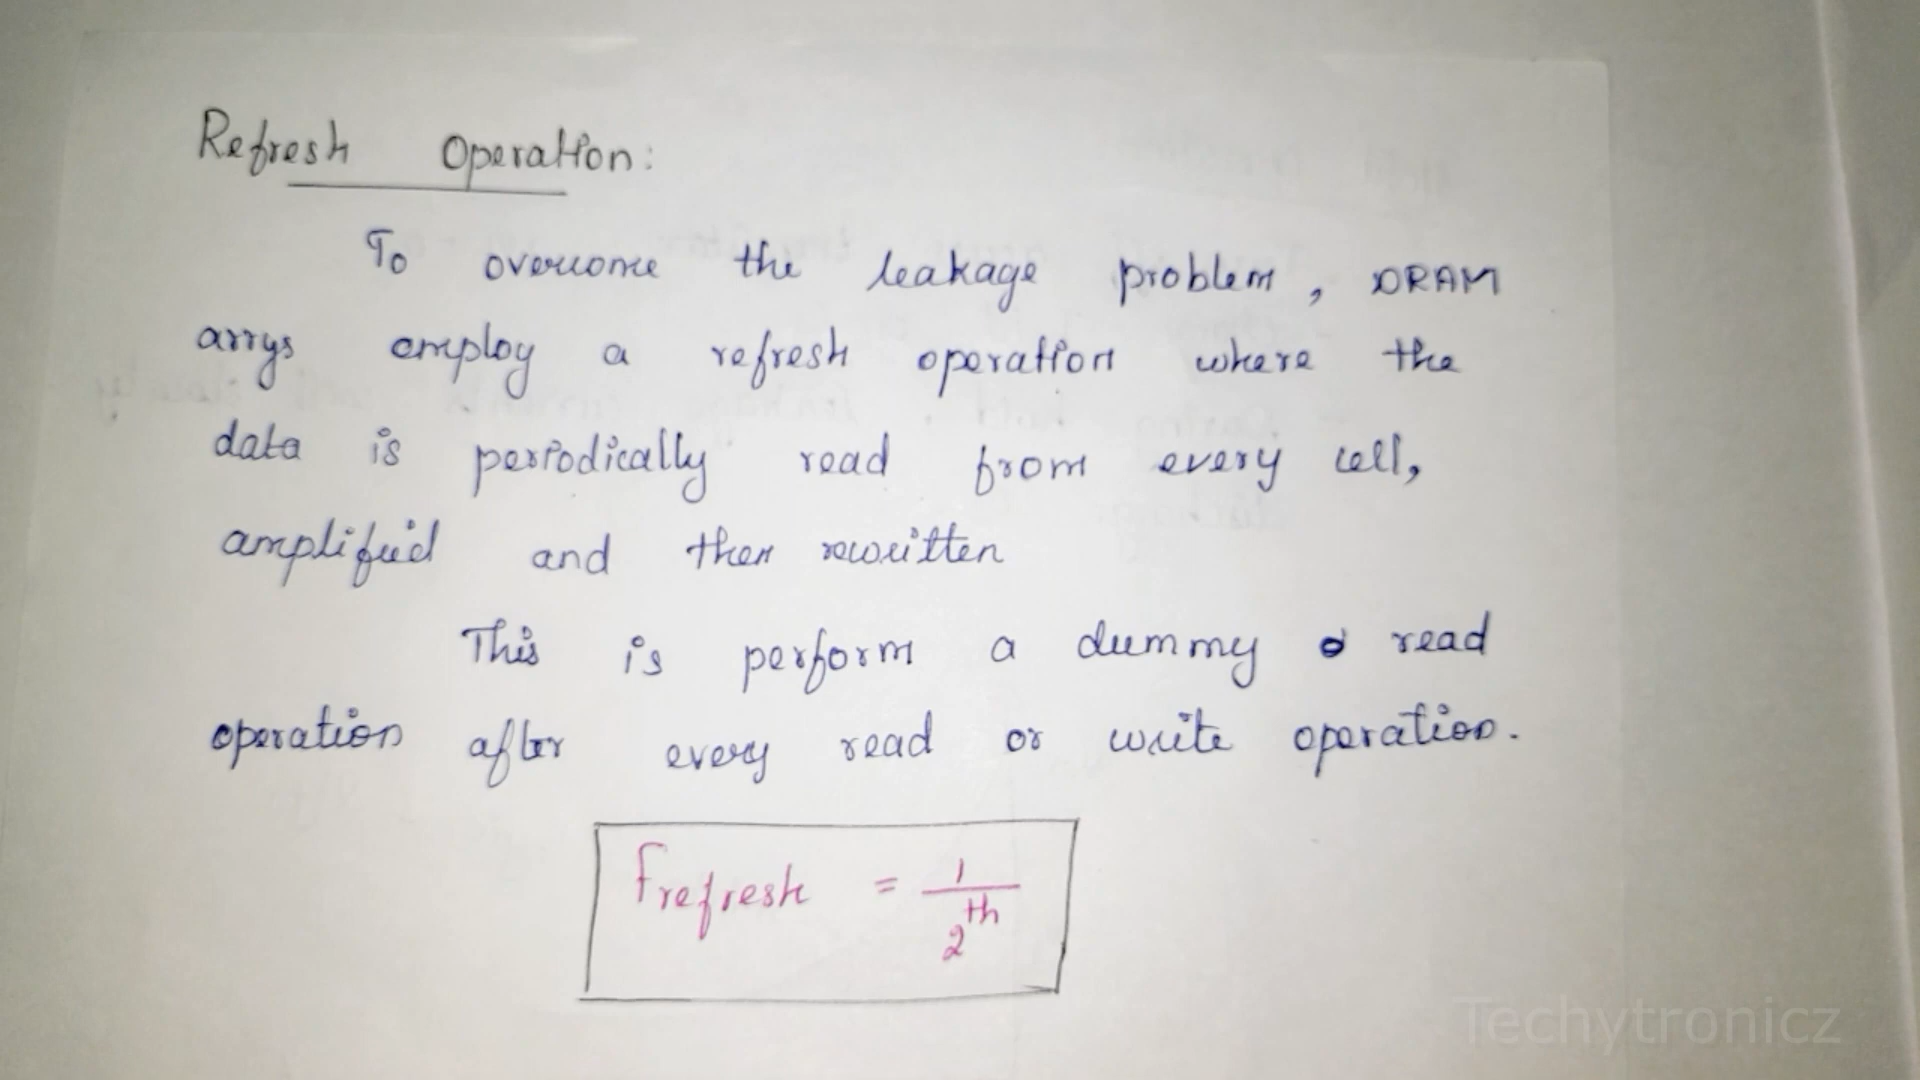 Refresh Operation:
To overcome the leakage problem, DRAM
arrys employ a refresh operation where the
data is periodically read from every cell,
amplified and then rewritten
This is perform a dummy read
operation after every read or write operation.
Frefresh = 1/2^th
Techytronicz